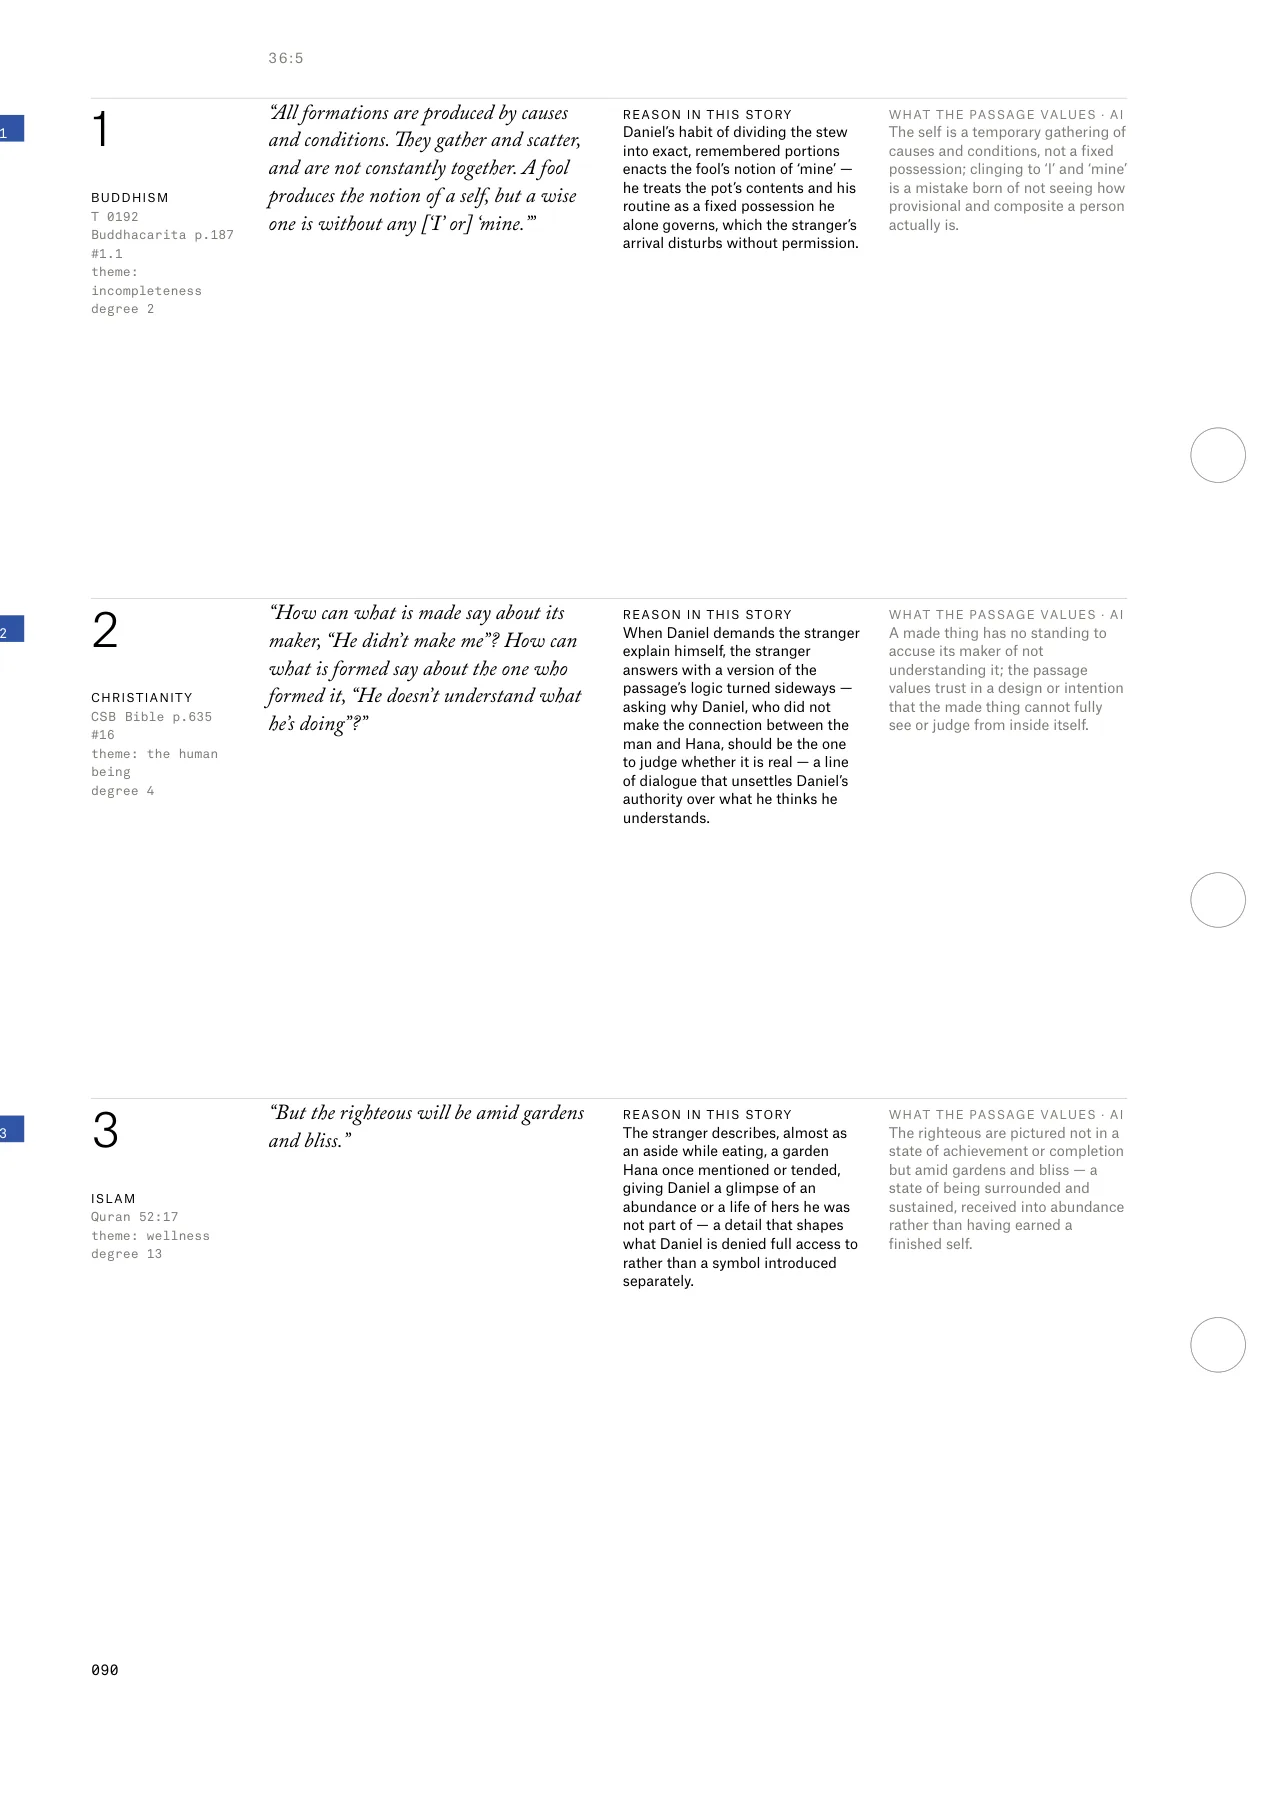 36:5
1
1
BUDDHISM
T 0192
Buddhacarita p.187
#1.1
theme:
incompleteness
degree 2
“All formations are produced by causes
and conditions. They gather and scatter,
and are not constantly together. A fool
produces the notion of a self, but a wise
one is without any [‘I’ or] ‘mine.’”
REASON IN THIS STORY
Daniel’s habit of dividing the stew
into exact, remembered portions
enacts the fool’s notion of ‘mine’ —
he treats the pot’s contents and his
routine as a fixed possession he
alone governs, which the stranger’s
arrival disturbs without permission.
WHAT THE PASSAGE VALUES · AI
The self is a temporary gathering of
causes and conditions, not a fixed
possession; clinging to ‘I’ and ‘mine’
is a mistake born of not seeing how
provisional and composite a person
actually is.
2
2
CHRISTIANITY
CSB Bible p.635
#16
theme: the human
being
degree 4
“How can what is made say about its
maker, “He didn’t make me”? How can
what is formed say about the one who
formed it, “He doesn’t understand what
he’s doing”?”
REASON IN THIS STORY
When Daniel demands the stranger
explain himself, the stranger
answers with a version of the
passage’s logic turned sideways —
asking why Daniel, who did not
make the connection between the
man and Hana, should be the one
to judge whether it is real — a line
of dialogue that unsettles Daniel’s
authority over what he thinks he
understands.
WHAT THE PASSAGE VALUES · AI
A made thing has no standing to
accuse its maker of not
understanding it; the passage
values trust in a design or intention
that the made thing cannot fully
see or judge from inside itself.
3
3
ISLAM
Quran 52:17
theme: wellness
degree 13
“But the righteous will be amid gardens
and bliss.”
REASON IN THIS STORY
The stranger describes, almost as
an aside while eating, a garden
Hana once mentioned or tended,
giving Daniel a glimpse of an
abundance or a life of hers he was
not part of — a detail that shapes
what Daniel is denied full access to
rather than a symbol introduced
separately.
WHAT THE PASSAGE VALUES · AI
The righteous are pictured not in a
state of achievement or completion
but amid gardens and bliss — a
state of being surrounded and
sustained, received into abundance
rather than having earned a
finished self.
090